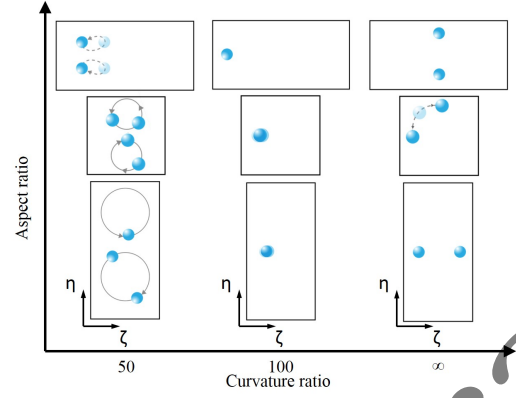 Aspect ratio
η
ζ
η
ζ
η
ζ
50
100
∞
Curvature ratio